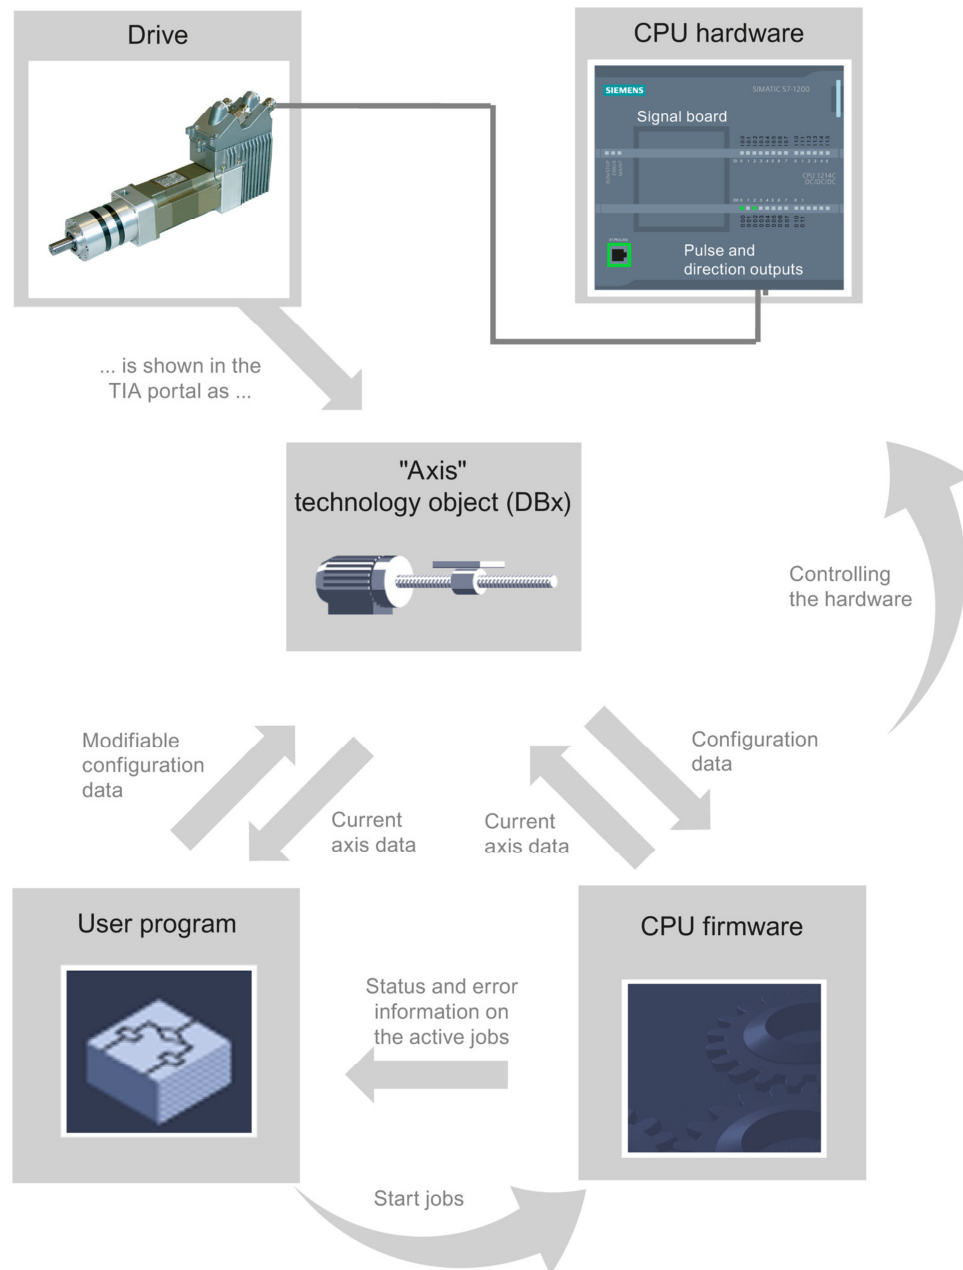 Drive
CPU hardware
SIEMENS
SIMATIC S7-1200
Signal board
CPU 1214C
DC/DC/DC
Pulse and
direction outputs
... is shown in the
TIA portal as ...
"Axis"
technology object (DBx)
Controlling
the hardware
Modifiable
configuration
data
Current
axis data
Current
axis data
Configuration
data
User program
CPU firmware
Status and error
information on
the active jobs
Start jobs